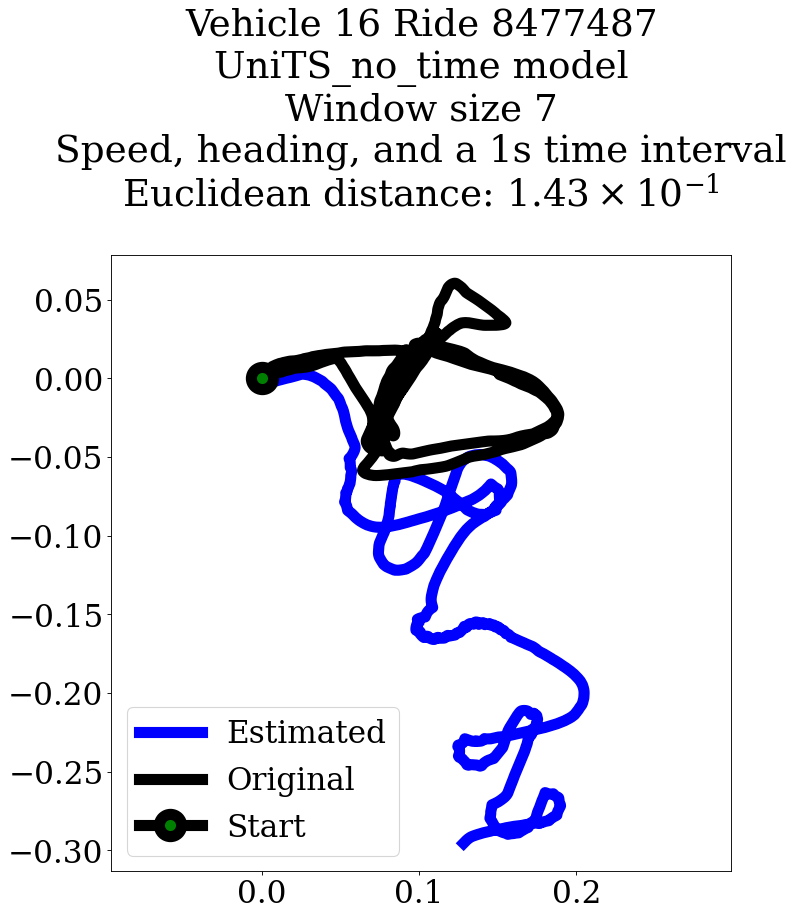 Vehicle 16 Ride 8477487
UniTS_no_time model
Window size 7
Speed, heading, and a 1s time interval
Euclidean distance: 1.43 × 10⁻¹
0.05
0.00
−0.05
−0.10
−0.15
−0.20
−0.25
−0.30
Estimated
Original
Start
0.0 0.1 0.2